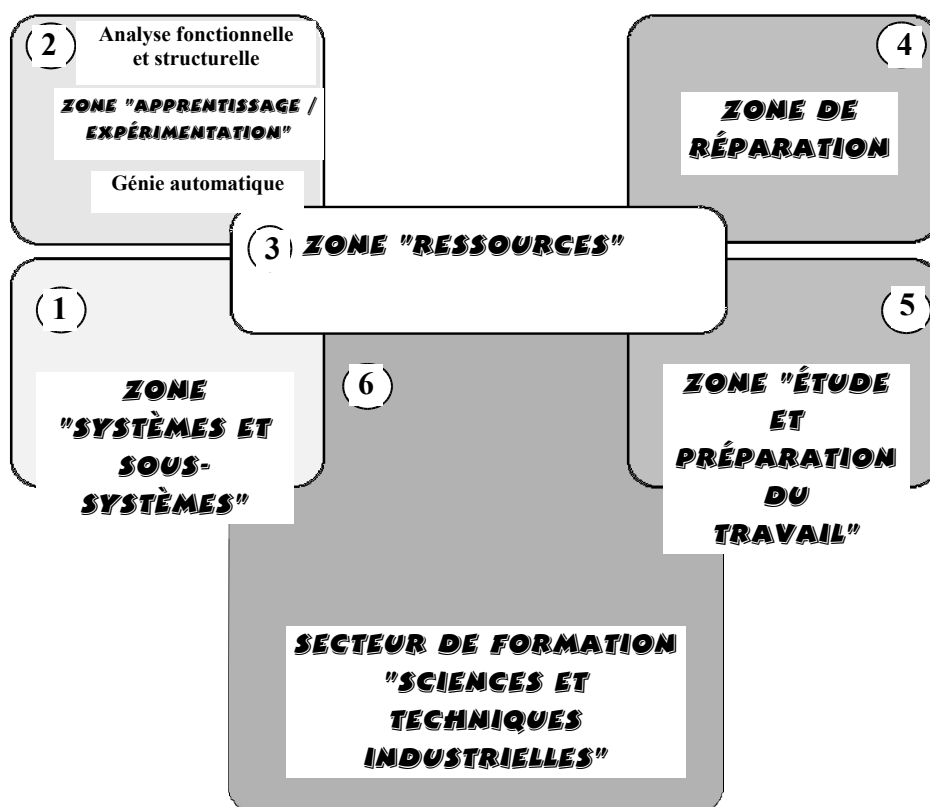 2
Analyse fonctionnelle
et structurelle
ZONE "APPRENTISSAGE /
EXPÉRIMENTATION"
Génie automatique
4
ZONE DE
RÉPARATION
3
ZONE "RESSOURCES"
1
ZONE
"SYSTÈMES ET
SOUS-
SYSTÈMES"
6
5
ZONE "ÉTUDE
ET
PRÉPARATION
DU
TRAVAIL"
SECTEUR DE FORMATION
"SCIENCES ET
TECHNIQUES
INDUSTRIELLES"